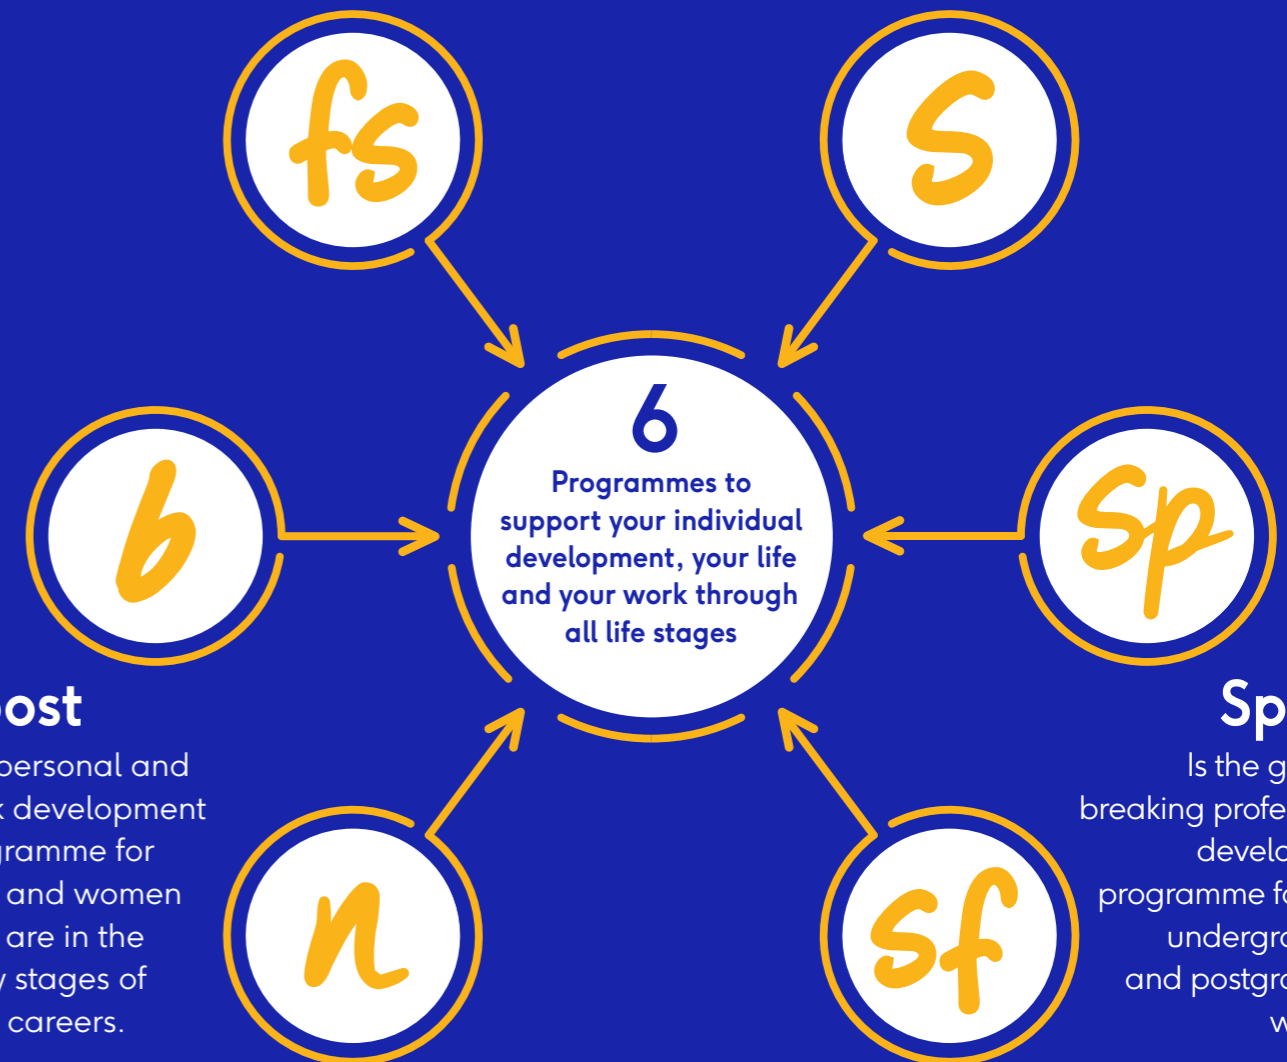 fs
S
6
Programmes to
support your individual
development, your life
and your work through
all life stages
b
sp
ost
personal and
development
gramme for
and women
are in the
stages of
careers.
Sp
Is the g
breaking profe
develo
programme fo
undergra
and postgra
w
n
sf